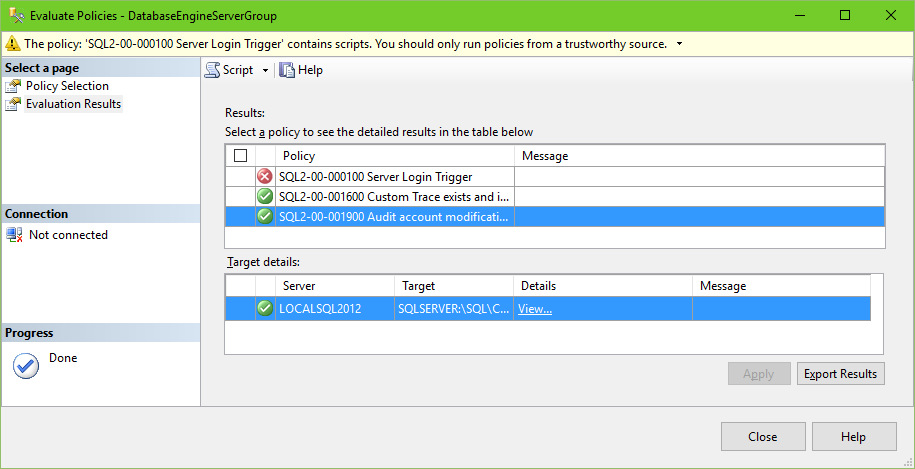 Evaluate Policies - DatabaseEngineServerGroup
The policy: 'SQL2-00-000100 Server Login Trigger' contains scripts. You should only run policies from a trustworthy source.
Select a page
Policy Selection
Evaluation Results
Connection
Not connected
Progress
Done
Script Help
Results:
Select a policy to see the detailed results in the table below
Policy Message
SQL2-00-000100 Server Login Trigger
SQL2-00-001600 Custom Trace exists and i...
SQL2-00-001900 Audit account modificati...
Target details:
Server Target Details Message
LOCALSQL2012 SQLSERVER:\SQL\C... View...
Apply Export Results
Close Help